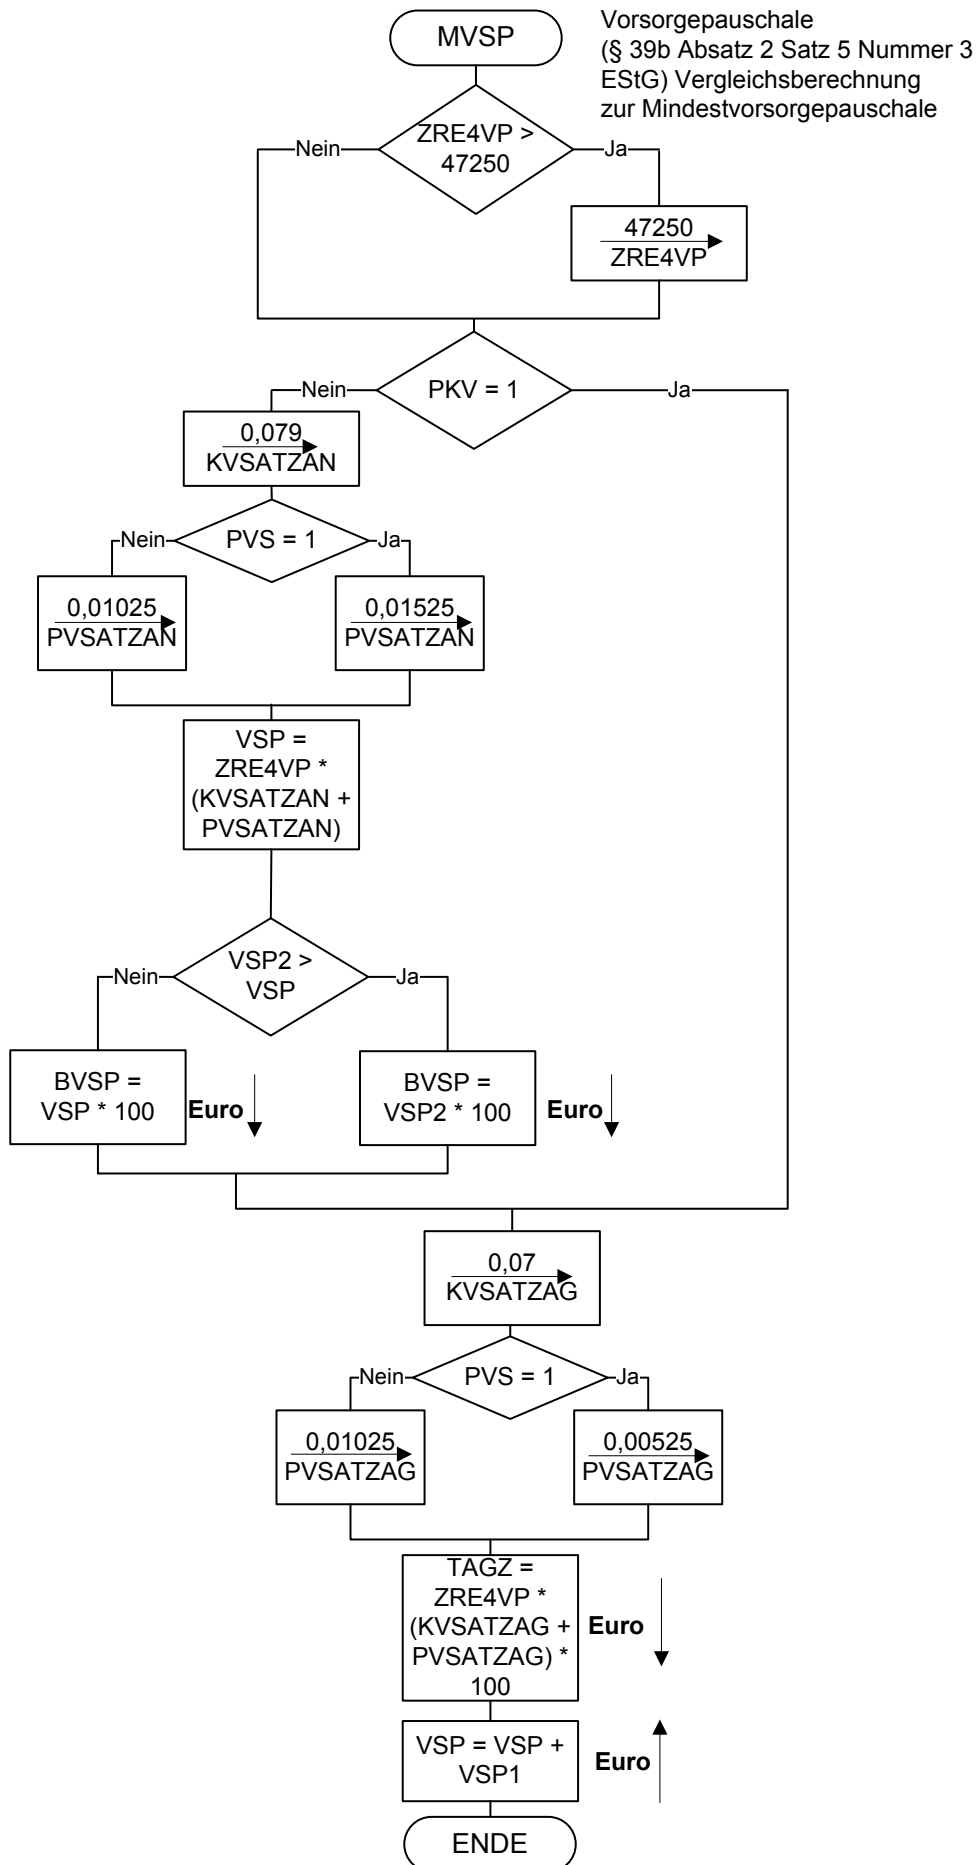 MVSP
Vorsorgepauschale
(§ 39b Absatz 2 Satz 5 Nummer 3
EStG) Vergleichsberechnung
zur Mindestvorsorgepauschale
ZRE4VP >
47250
Nein
Ja
47250
ZRE4VP
PKV = 1
Nein
Ja
0,079
KVSATZAN
PVS = 1
Nein
Ja
0,01025
PVSATZAN
0,01525
PVSATZAN
VSP =
ZRE4VP *
(KVSATZAN +
PVSATZAN)
VSP2 >
VSP
Nein
Ja
BVSP =
VSP * 100
Euro
BVSP =
VSP2 * 100
Euro
0,07
KVSATZAG
PVS = 1
Nein
Ja
0,01025
PVSATZAG
0,00525
PVSATZAG
TAGZ =
ZRE4VP *
(KVSATZAG +
PVSATZAG) *
100
Euro
VSP = VSP +
VSP1
Euro
ENDE